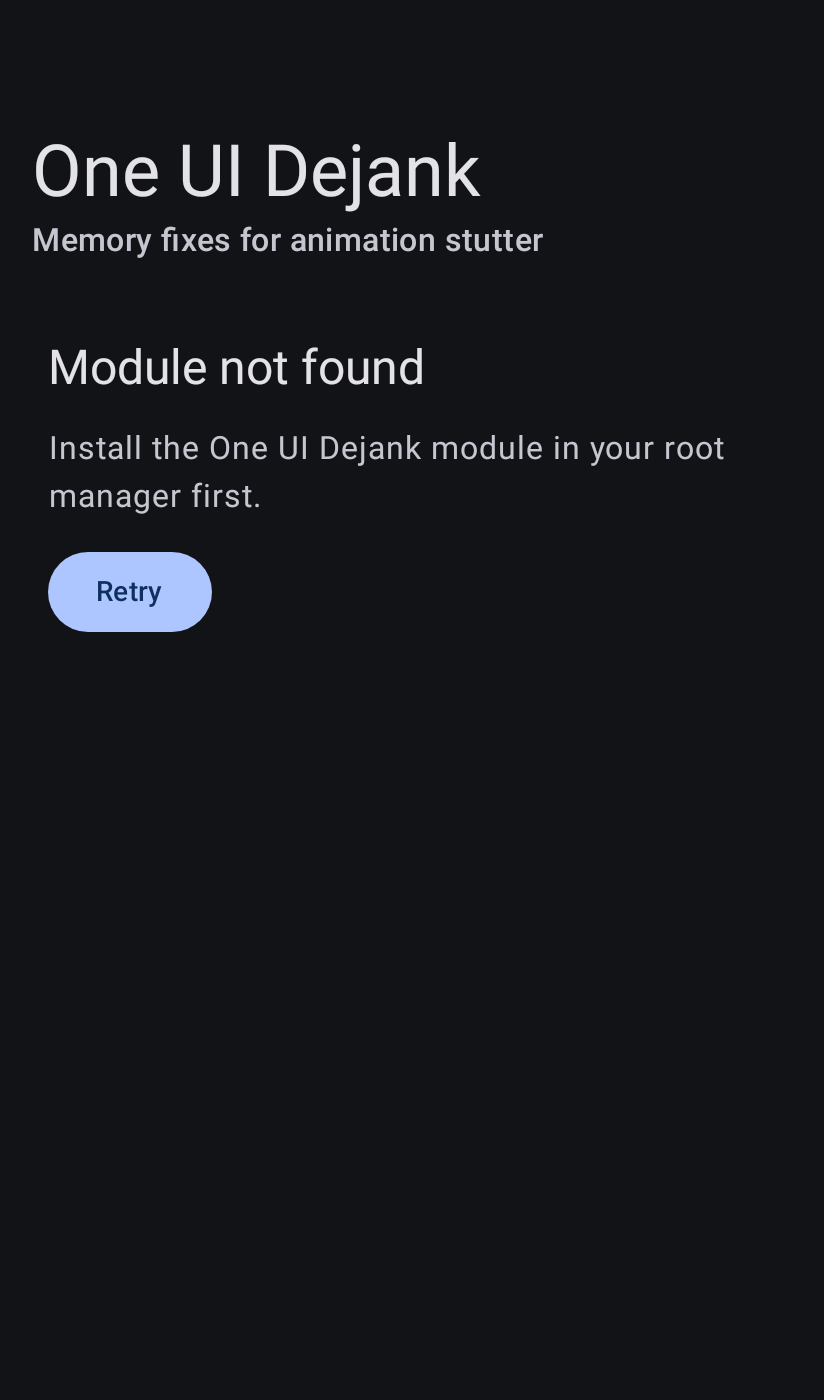 One UI Dejank
Memory fixes for animation stutter
Module not found
Install the One UI Dejank module in your root
manager first.
Retry